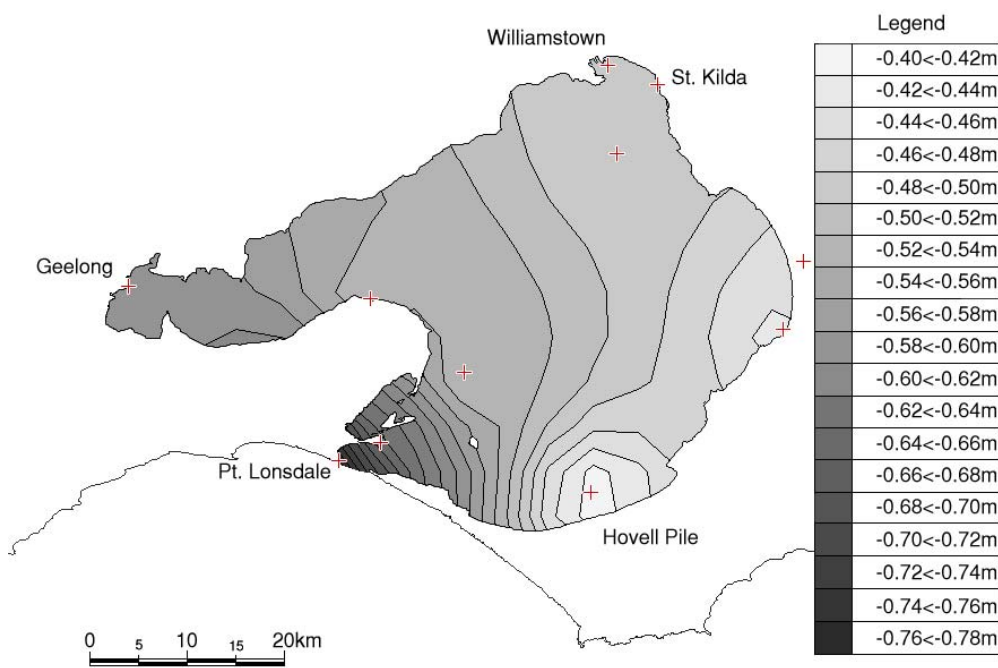 Williamstown
St. Kilda
Geelong
Pt. Lonsdale
Hovell Pile
0 5 10 15 20km
Legend
-0.40<-0.42m
-0.42<-0.44m
-0.44<-0.46m
-0.46<-0.48m
-0.48<-0.50m
-0.50<-0.52m
-0.52<-0.54m
-0.54<-0.56m
-0.56<-0.58m
-0.58<-0.60m
-0.60<-0.62m
-0.62<-0.64m
-0.64<-0.66m
-0.66<-0.68m
-0.68<-0.70m
-0.70<-0.72m
-0.72<-0.74m
-0.74<-0.76m
-0.76<-0.78m